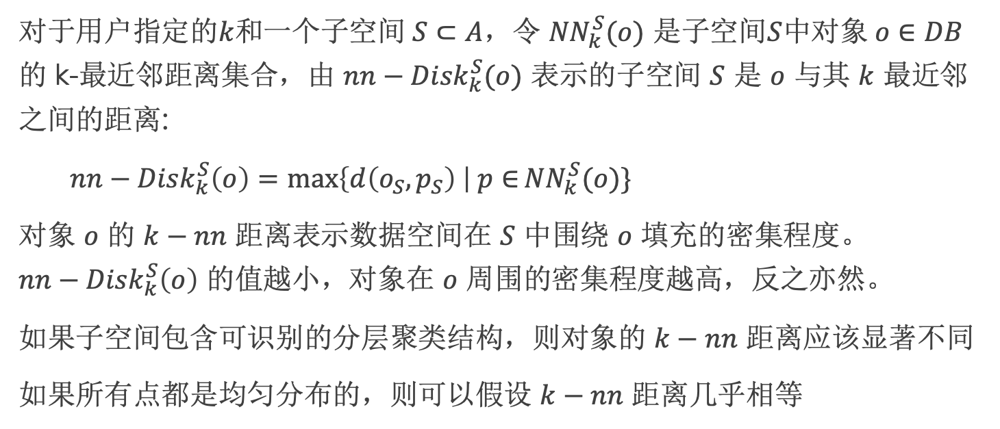 对于用户指定的k和一个子空间 S ⊂ A，令 NN_k^S(o) 是子空间S中对象 o ∈ DB
的 k-最近邻距离集合，由 nn − Disk_k^S(o) 表示的子空间 S 是 o 与其 k 最近邻
之间的距离:
nn − Disk_k^S(o) = max{d(o_S, p_S) | p ∈ NN_k^S(o)}
对象 o 的 k − nn 距离表示数据空间在 S 中围绕 o 填充的密集程度。
nn − Disk_k^S(o) 的值越小，对象在 o 周围的密集程度越高，反之亦然。
如果子空间包含可识别的分层聚类结构，则对象的 k − nn 距离应该显著不同
如果所有点都是均匀分布的，则可以假设 k − nn 距离几乎相等